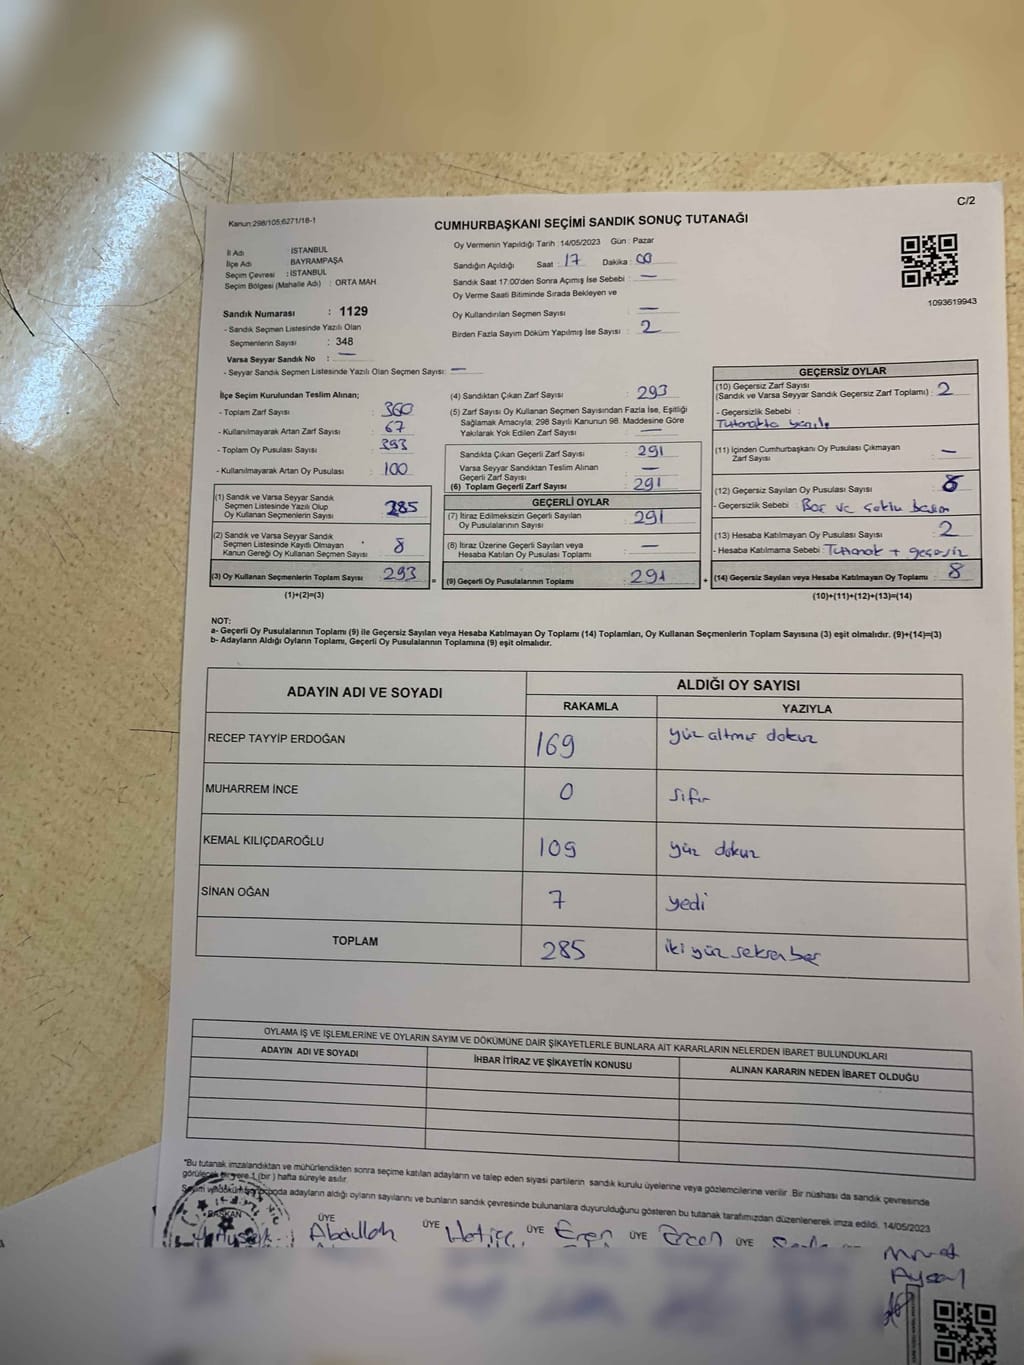 C/2
Kanun:298/105;6271/16-1
CUMHURBAŞKANI SEÇİMİ SANDIK SONUÇ TUTANAĞI
İl Adı : İSTANBUL
İlçe Adı BAYRAMPAŞA
Seçim Çevresi : İSTANBUL
Seçim Bölgesi (Mahalle Adı) : ORTA MAH.
Oy Vermenin Yapıldığı Tarih : 14/05/2023 Gün : Pazar
Sandığın Açıldığı Saat : 17 Dakika : 00
Sandık Saat 17:00'den Sonra Açımış İse Sebebi : —
Oy Verme Saati Bitiminde Sırada Bekleyen ve
Oy Kullandırılan Seçmen Sayısı : —
Birden Fazla Sayım Döküm Yapılmış İse Sayısı : 2
1093619943
Sandık Numarası : 1129
- Sandık Seçmen Listesinde Yazılı Olan
Seçmenlerin Sayısı : 348
Varsa Seyyar Sandık No : —
- Seyyar Sandık Seçmen Listesinde Yazılı Olan Seçmen Sayısı: —
İlçe Seçim Kurulundan Teslim Alınan;
- Toplam Zarf Sayısı : 360
- Kullanılmayarak Artan Zarf Sayısı : 67
- Toplam Oy Pusulası Sayısı : 393
- Kullanılmayarak Artan Oy Pusulası : 100
(1) Sandık ve Varsa Seyyar Sandık
Seçmen Listesinde Yazılı Olup
Oy Kullanan Seçmenlerin Sayısı : 285
(2) Sandık ve Varsa Seyyar Sandık
Seçmen Listesinde Kayıtlı Olmayan
Kanun Gereği Oy Kullanan Seçmen Sayısı : 8
(3) Oy Kullanan Seçmenlerin Toplam Sayısı : 293
(1)+(2)=(3)
(4) Sandıktan Çıkan Zarf Sayısı : 293
(5) Zarf Sayısı Oy Kullanan Seçmen Sayısından Fazla İse, Eşitliği
Sağlamak Amacıyla; 298 Sayılı Kanunun 98. Maddesine Göre
Yakılarak Yok Edilen Zarf Sayısı : —
Sandıkta Çıkan Geçerli Zarf Sayısı : 291
Varsa Seyyar Sandıktan Teslim Alınan
Geçerli Zarf Sayısı : —
(6) Toplam Geçerli Zarf Sayısı : 291
GEÇERLİ OYLAR
(7) İtiraz Edilmeksizin Geçerli Sayılan
Oy Pusulalarının Sayısı : 291
(8) İtiraz Üzerine Geçerli Sayılan veya
Hesaba Katılan Oy Pusulası Toplamı : —
= (9) Geçerli Oy Pusulalarının Toplamı : 291 +
GEÇERSİZ OYLAR
(10) Geçersiz Zarf Sayısı
(Sandık ve Varsa Seyyar Sandık Geçersiz Zarf Toplamı) : 2
- Geçersizlik Sebebi :
Tutanakta yazılı
(11) İçinden Cumhurbaşkanı Oy Pusulası Çıkmayan
Zarf Sayısı : —
(12) Geçersiz Sayılan Oy Pusulası Sayısı : 8
- Geçersizlik Sebebi : Boş ve çoklu basım
(13) Hesaba Katılmayan Oy Pusulası Sayısı : 2
- Hesaba Katılmama Sebebi : Tutanak + geçersiz
(14) Geçersiz Sayılan veya Hesaba Katılmayan Oy Toplamı : 8
(10)+(11)+(12)+(13)=(14)
NOT:
a- Geçerli Oy Pusulalarının Toplamı (9) ile Geçersiz Sayılan veya Hesaba Katılmayan Oy Toplamı (14) Toplamları, Oy Kullanan Seçmenlerin Toplam Sayısına (3) eşit olmalıdır. (9)+(14)=(3)
b- Adayların Aldığı Oyların Toplamı, Geçerli Oy Pusulalarının Toplamına (9) eşit olmalıdır.
ADAYIN ADI VE SOYADI ALDIĞI OY SAYISI
RAKAMLA YAZIYLA
RECEP TAYYİP ERDOĞAN 169 yüz altmış dokuz
MUHARREM İNCE 0 sıfır
KEMAL KILIÇDAROĞLU 109 yüz dokuz
SİNAN OĞAN 7 yedi
TOPLAM 285 iki yüz seksen beş
OYLAMA İŞ VE İŞLEMLERİNE VE OYLARIN SAYIM VE DÖKÜMÜNE DAİR ŞİKAYETLERLE BUNLARA AİT KARARLARIN NELERDEN İBARET BULUNDUKLARI
ADAYIN ADI VE SOYADI İHBAR İTİRAZ VE ŞİKAYETİN KONUSU ALINAN KARARIN NEDEN İBARET OLDUĞU
*Bu tutanak imzalandıktan ve mühürlendikten sonra seçime katılan adayların ve talep eden siyasi partilerin sandık kurulu üyelerine veya gözlemcilerine verilir. Bir nüshası da sandık çevresinde
görülecek bir yere 1 (bir) hafta süreyle asılır.
adayların aldığı oyların sayılarını ve bunların sandık çevresinde bulunanlara duyurulduğunu gösteren bu tutanak tarafımızdan düzenlenerek imza edildi. 14/05/2023
BAŞKAN ÜYE ÜYE ÜYE ÜYE ÜYE
Abdullah Hatice Eren Ercan
Murat
Aysal